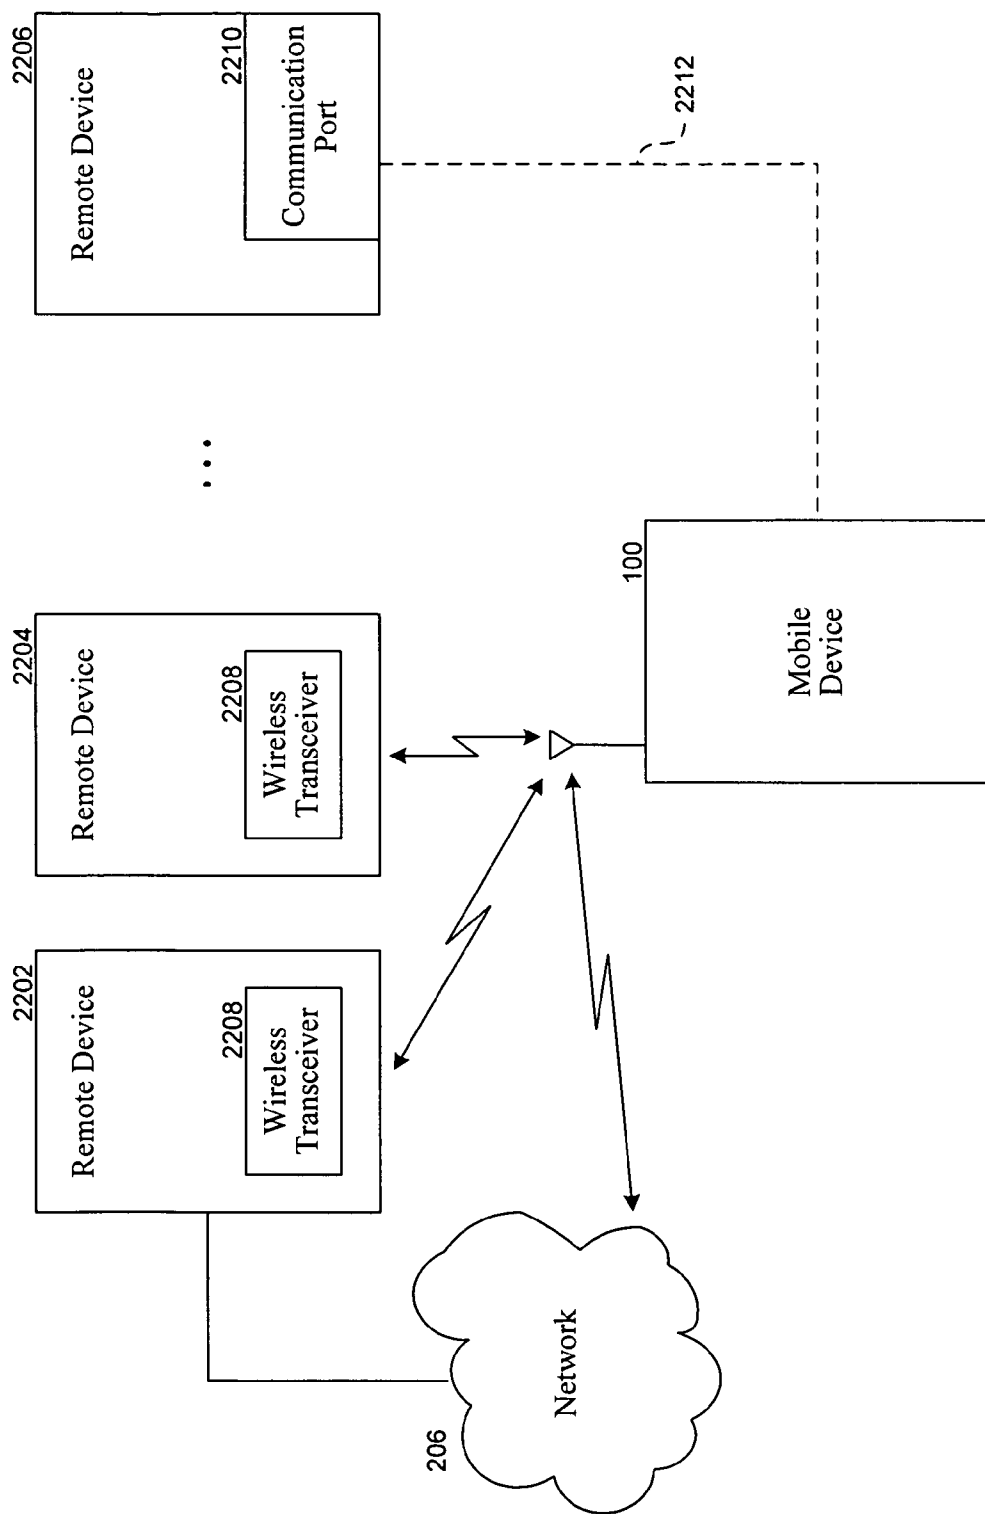 2202
Remote Device
2208
Wireless
Transceiver
2204
Remote Device
2208
Wireless
Transceiver
...
2206
Remote Device
2210
Communication
Port
2212
206
Network
100
Mobile
Device